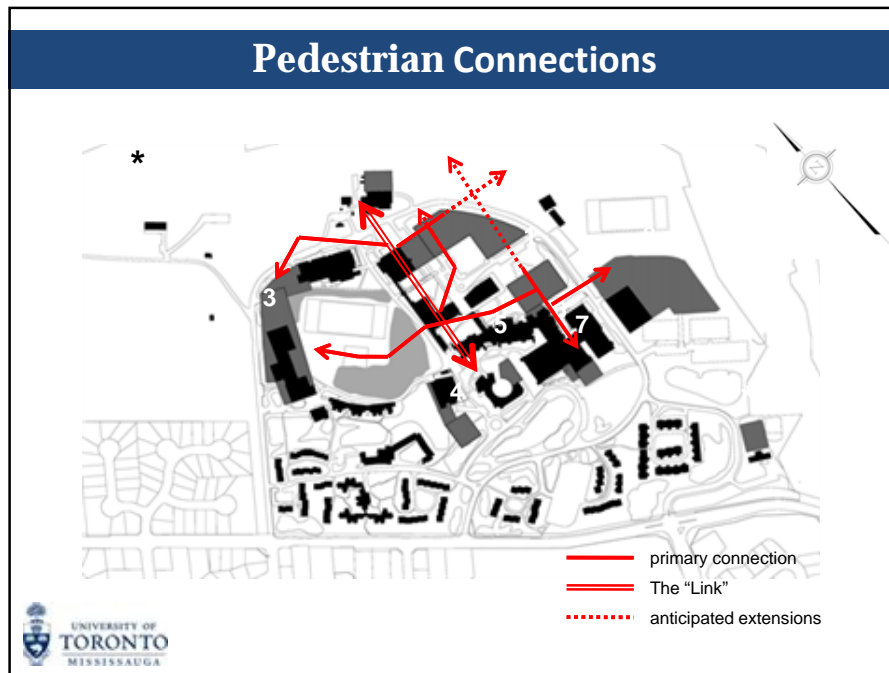 Pedestrian Connections
*
3
5
7
4
primary connection
The “Link”
anticipated extensions
UNIVERSITY OF
TORONTO
MISSISSAUGA